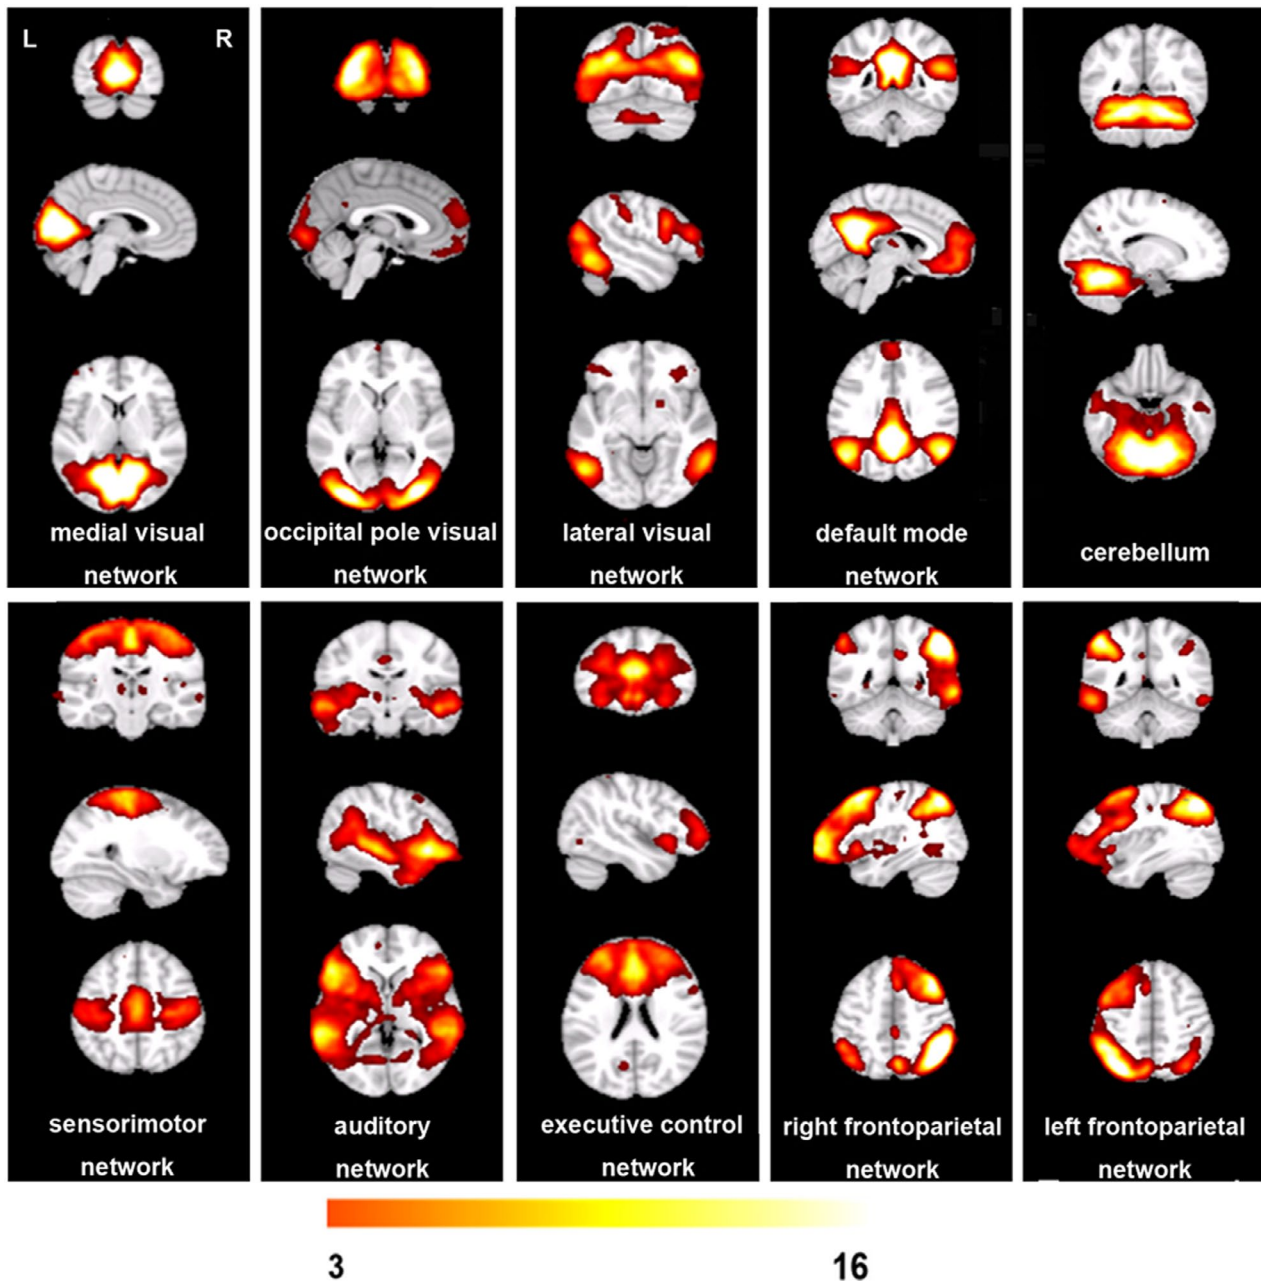 L R
medial visual
network
occipital pole visual
network
lateral visual
network
default mode
network
cerebellum
sensorimotor
network
auditory
network
executive control
network
right frontoparietal
network
left frontoparietal
network
3 16